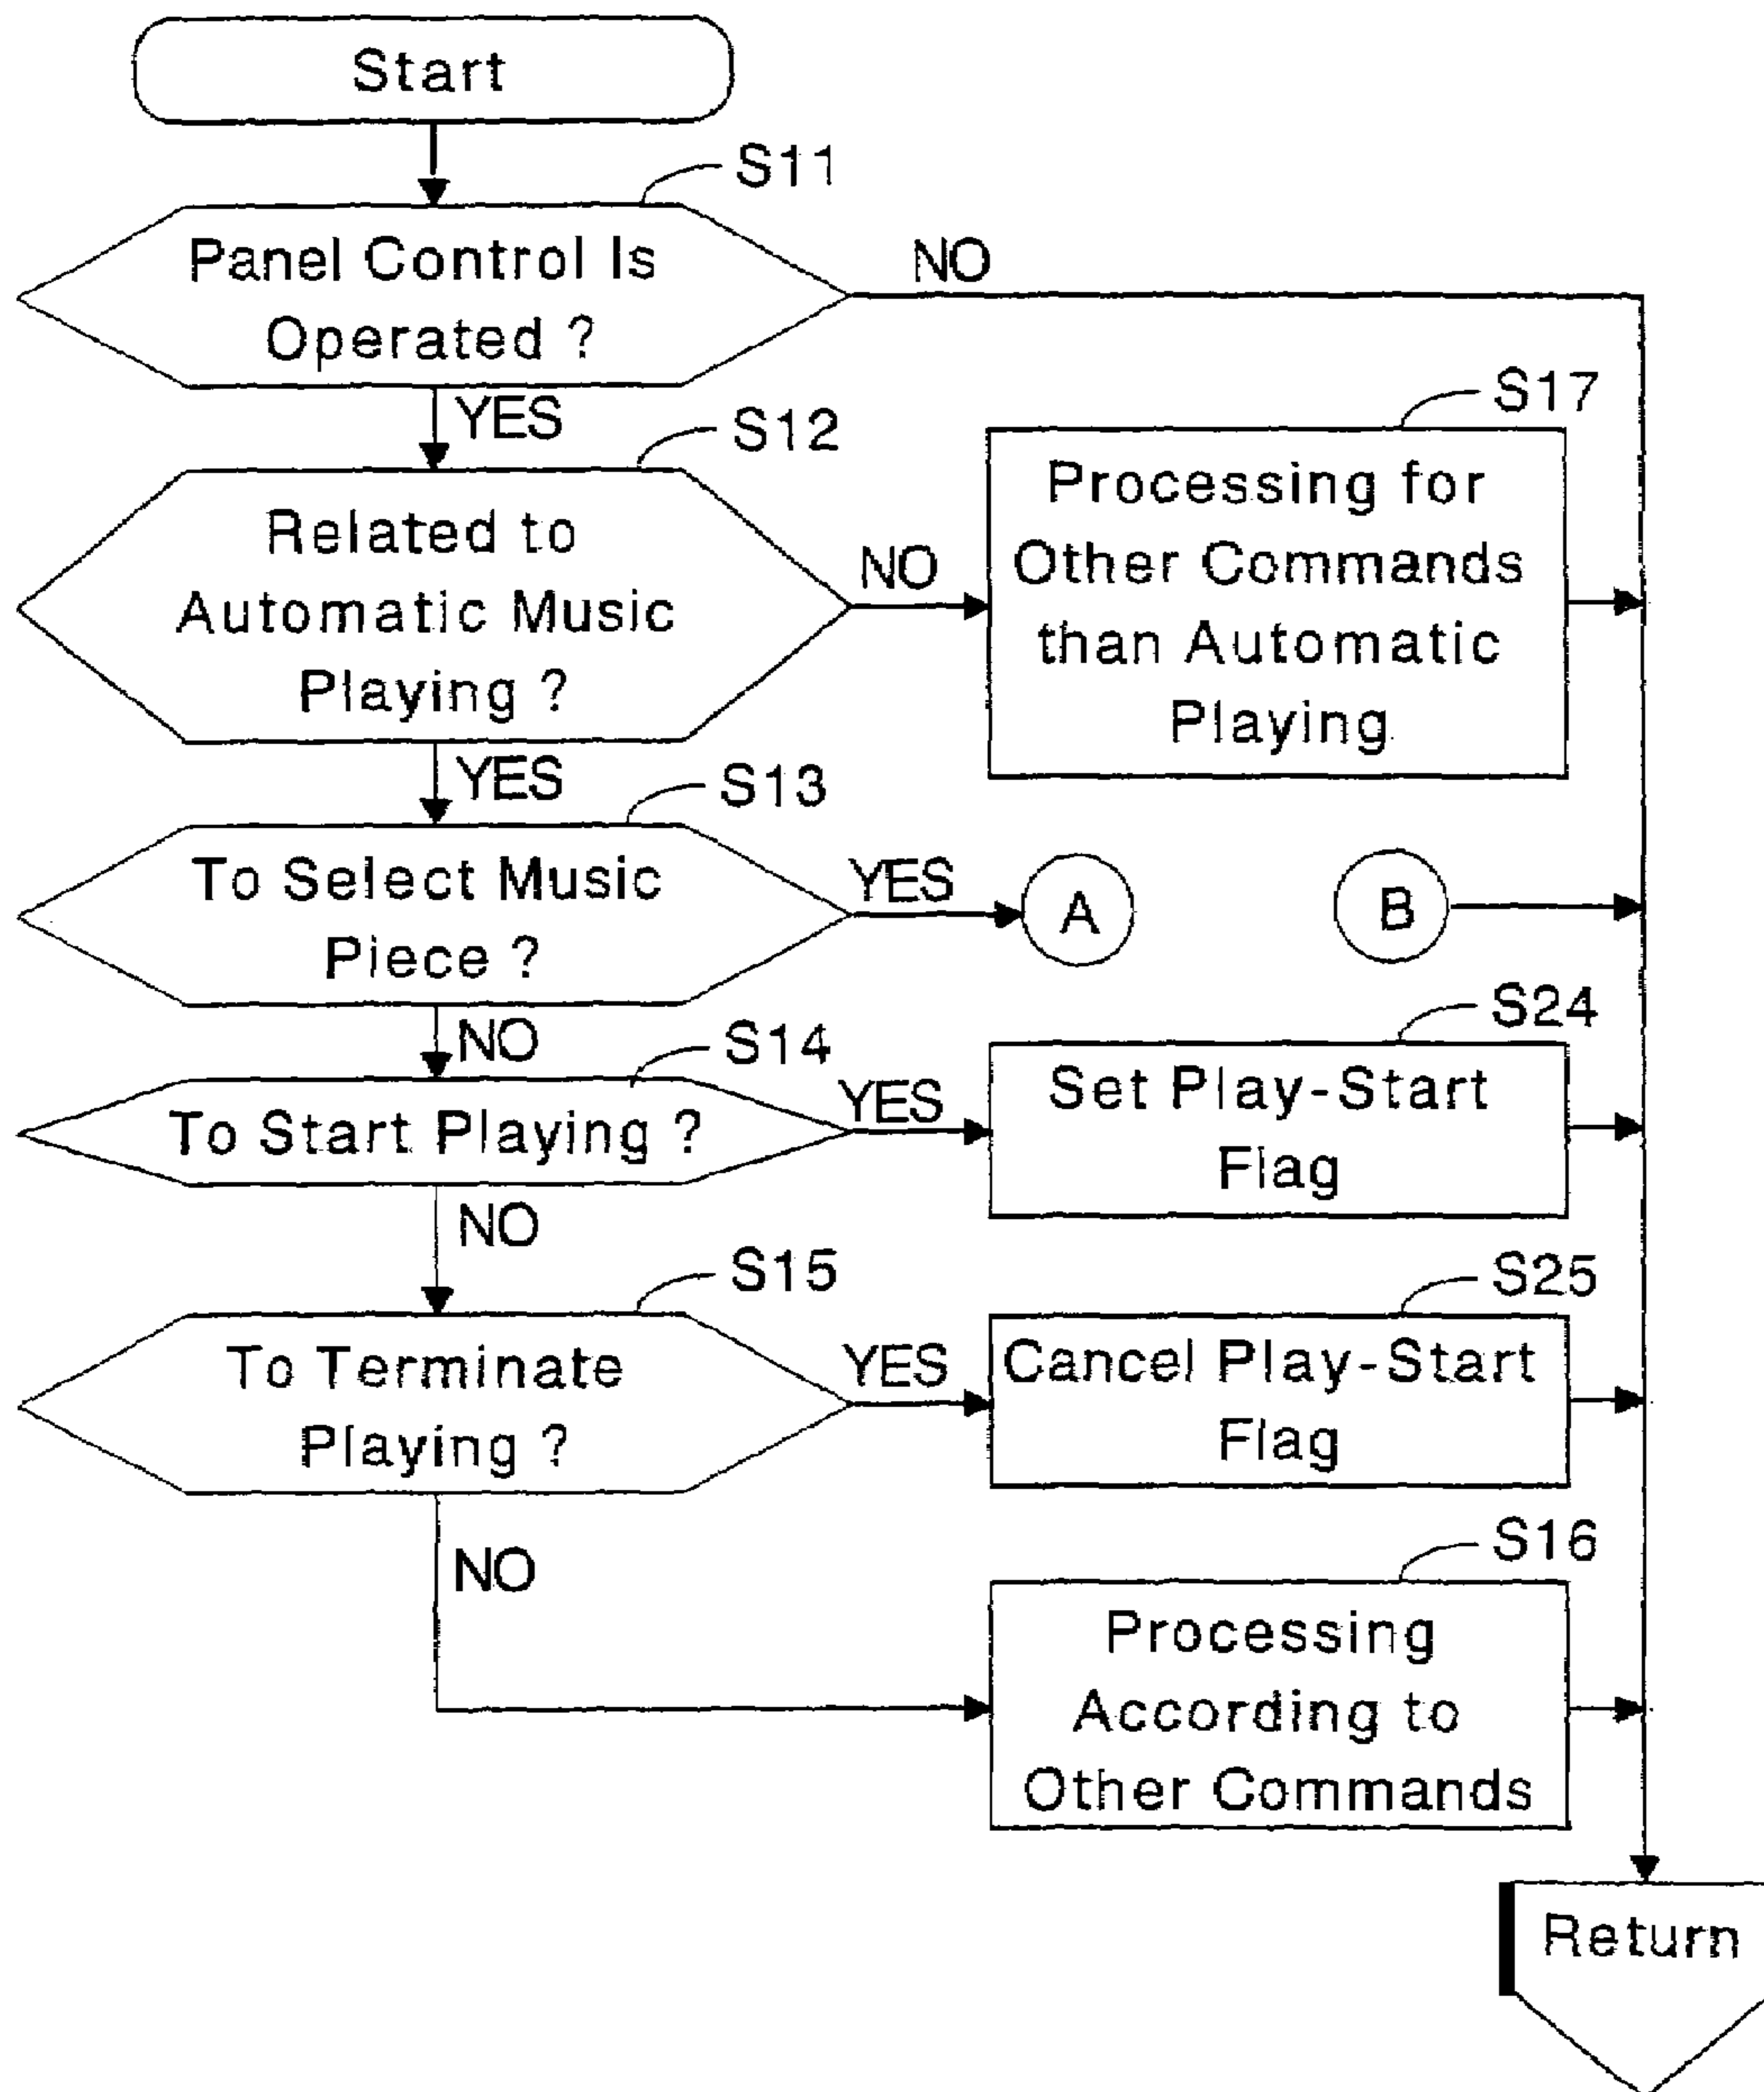 Start
S11
Panel Control Is
Operated ?
NO
YES
S12
Related to
Automatic Music
Playing ?
NO
S17
Processing for
Other Commands
than Automatic
Playing
YES
S13
To Select Music
Piece ?
YES
A
B
NO
S14
To Start Playing ?
YES
S24
Set Play-Start
Flag
NO
S15
To Terminate
Playing ?
YES
S25
Cancel Play-Start
Flag
NO
S16
Processing
According to
Other Commands
Return